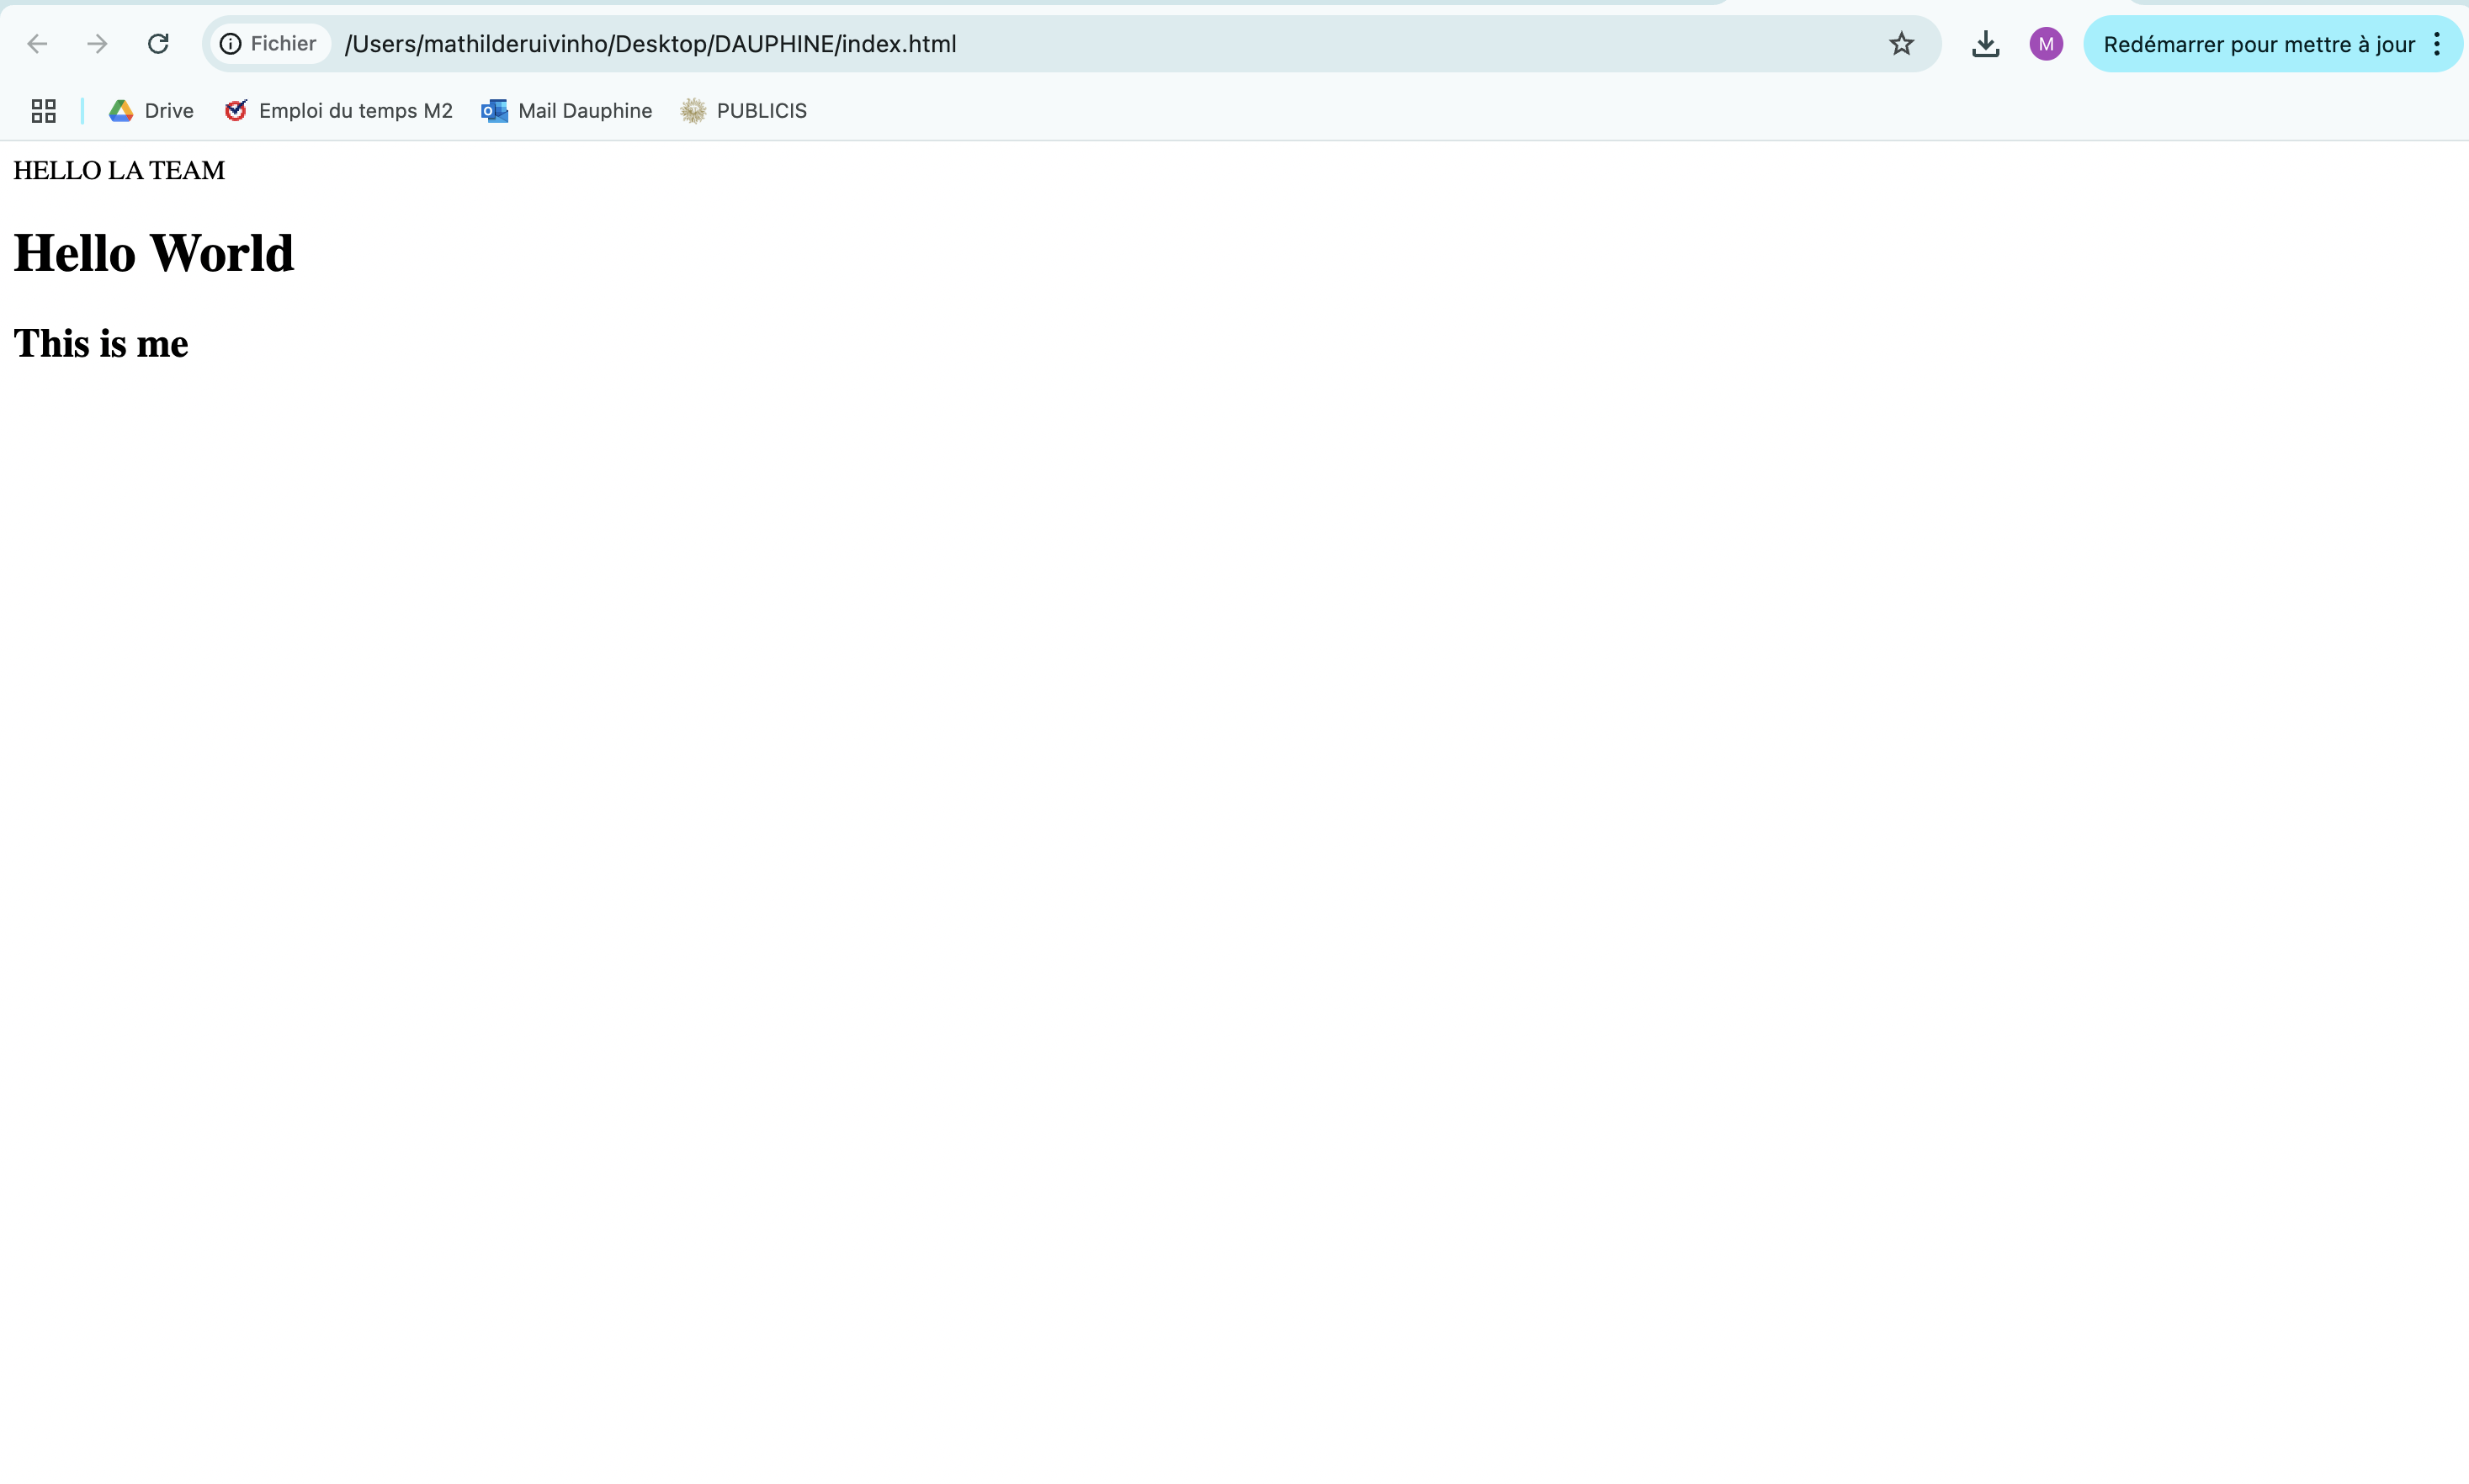 Fichier /Users/mathilderuivinho/Desktop/DAUPHINE/index.html M Redémarrer pour mettre à jour
Drive Emploi du temps M2 Mail Dauphine PUBLICIS
HELLO LA TEAM
Hello World
This is me